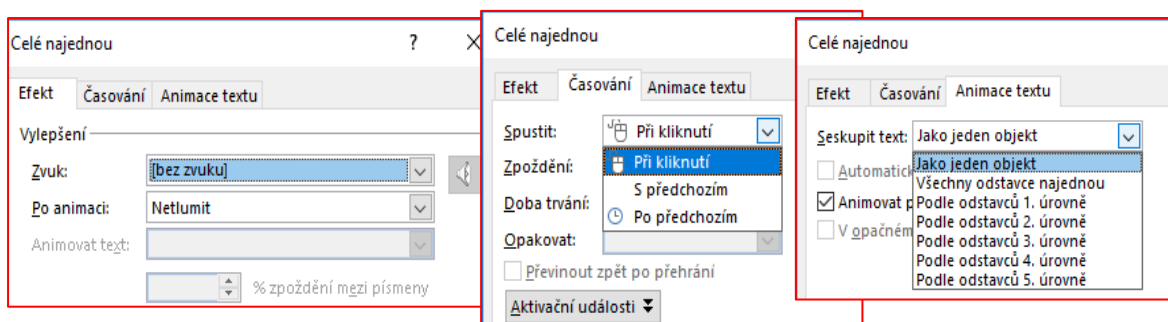 Celé najednou ?
Efekt Časování Animace textu
Vylepšení
Zvuk: [bez zvuku]
Po animaci: Netlumit
Animovat text:
% zpoždění mezi písmeny
Celé najednou
Efekt Časování Animace textu
Spustit: Při kliknutí
Zpoždění: Při kliknutí
S předchozím
Doba trvání: Po předchozím
Opakovat:
Převinout zpět po přehrání
Aktivační události
Celé najednou
Efekt Časování Animace textu
Seskupit text: Jako jeden objekt
Jako jeden objekt
Automatick Všechny odstavce najednou
Animovat p Podle odstavců 1. úrovně
V opačném Podle odstavců 2. úrovně
Podle odstavců 3. úrovně
Podle odstavců 4. úrovně
Podle odstavců 5. úrovně